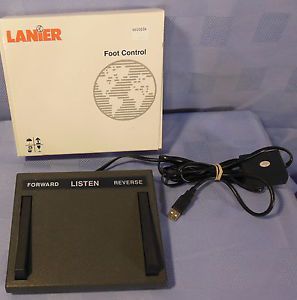 LANIER
Foot Control
FORWARD LISTEN REVERSE